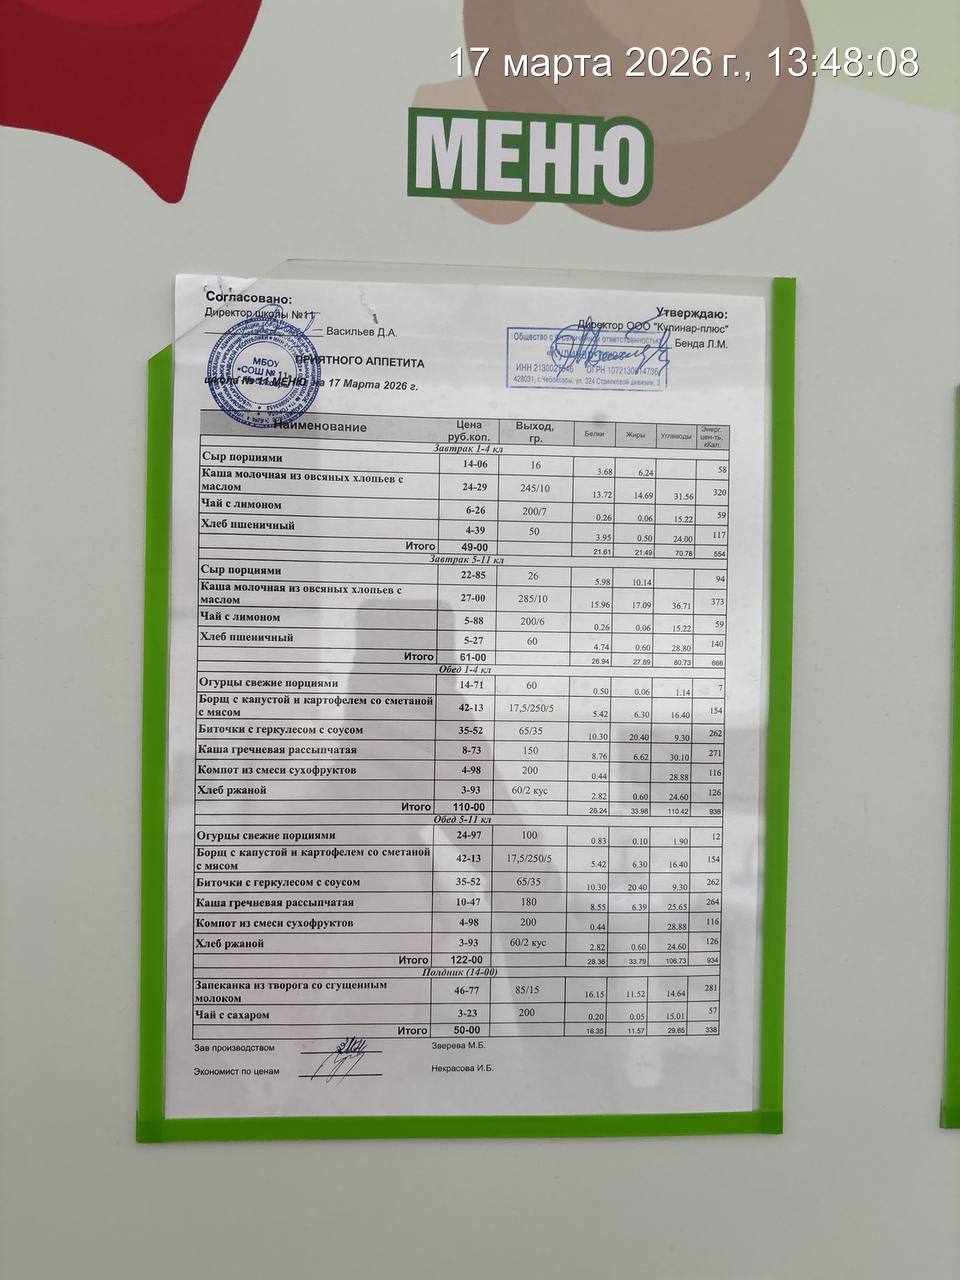 17 марта 2026 г., 13:48:08
МЕНЮ
Согласовано:
Директор школы №11
Васильев Д.А.
Утверждаю:
Директор ООО "Кулинар-плюс"
Бенда Л.М.
МБОУ
"СОШ № 11"
Общество с ограниченной ответственностью
ИНН 2130021646 ОГРН 1072130014736
428031, г. Чебоксары, ул. 324 Стрелковой дивизии, 3
ПРИЯТНОГО АППЕТИТА
школа № 11 МЕНЮ на 17 Марта 2026 г.
Наименование Цена руб.коп. Выход, гр. Белки Жиры Углеводы Энерг. цен-ть, кКал.
Завтрак 1-4 кл
Сыр порциями 14-06 16 3.68 6.24 58
Каша молочная из овсяных хлопьев с маслом 24-29 245/10 13.72 14.69 31.56 320
Чай с лимоном 6-26 200/7 0.26 0.06 15.22 59
Хлеб пшеничный 4-39 50 3.95 0.50 24.00 117
Итого 49-00 21.61 21.49 70.78 554
Завтрак 5-11 кл
Сыр порциями 22-85 26 5.98 10.14 94
Каша молочная из овсяных хлопьев с маслом 27-00 285/10 15.96 17.09 36.71 373
Чай с лимоном 5-88 200/6 0.26 0.06 15.22 59
Хлеб пшеничный 5-27 60 4.74 0.60 28.80 140
Итого 61-00 26.94 27.89 80.73 666
Обед 1-4 кл
Огурцы свежие порциями 14-71 60 0.50 0.06 1.14 7
Борщ с капустой и картофелем со сметаной с мясом 42-13 17,5/250/5 5.42 6.30 16.40 154
Биточки с геркулесом с соусом 35-52 65/35 10.30 20.40 9.30 262
Каша гречневая рассыпчатая 8-73 150 8.76 6.62 30.10 271
Компот из смеси сухофруктов 4-98 200 0.44 28.88 116
Хлеб ржаной 3-93 60/2 кус 2.82 0.60 24.60 126
Итого 110-00 28.24 33.98 110.42 936
Обед 5-11 кл
Огурцы свежие порциями 24-97 100 0.83 0.10 1.90 12
Борщ с капустой и картофелем со сметаной с мясом 42-13 17,5/250/5 5.42 6.30 16.40 154
Биточки с геркулесом с соусом 35-52 65/35 10.30 20.40 9.30 262
Каша гречневая рассыпчатая 10-47 180 8.55 6.39 25.65 264
Компот из смеси сухофруктов 4-98 200 0.44 28.88 116
Хлеб ржаной 3-93 60/2 кус 2.82 0.60 24.60 126
Итого 122-00 28.36 33.79 106.73 934
Полдник (14-00)
Запеканка из творога со сгущенным молоком 46-77 85/15 16.15 11.52 14.64 281
Чай с сахаром 3-23 200 0.20 0.05 15.01 57
Итого 50-00 16.35 11.57 29.65 338
Зав производством Зверева М.Б.
Экономист по ценам Некрасова И.Б.